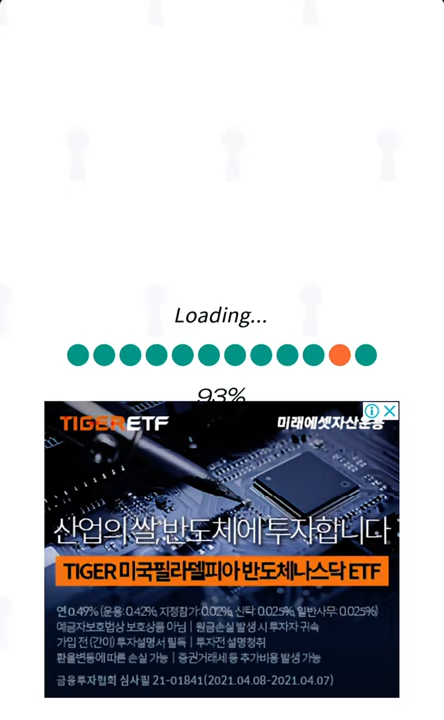 Loading...
93%
TIGER ETF
미래에셋자산운용
산업의 쌀, 반도체에 투자합니다
TIGER 미국필라델피아 반도체나스닥 ETF
연 0.49% (운용: 0.42%, 지정참가: 0.02%, 신탁 0.025%, 일반사무: 0.025%)
예금자보호법상 보호상품 아님 | 원금손실 발생 시 투자자 귀속
가입 전 (간이) 투자설명서 필독 | 투자전 설명청취
환율변동에 따른 손실 가능 | 증권거래세 등 추가비용 발생 가능
금융투자협회 심사필 21-01841(2021.04.08-2021.04.07)